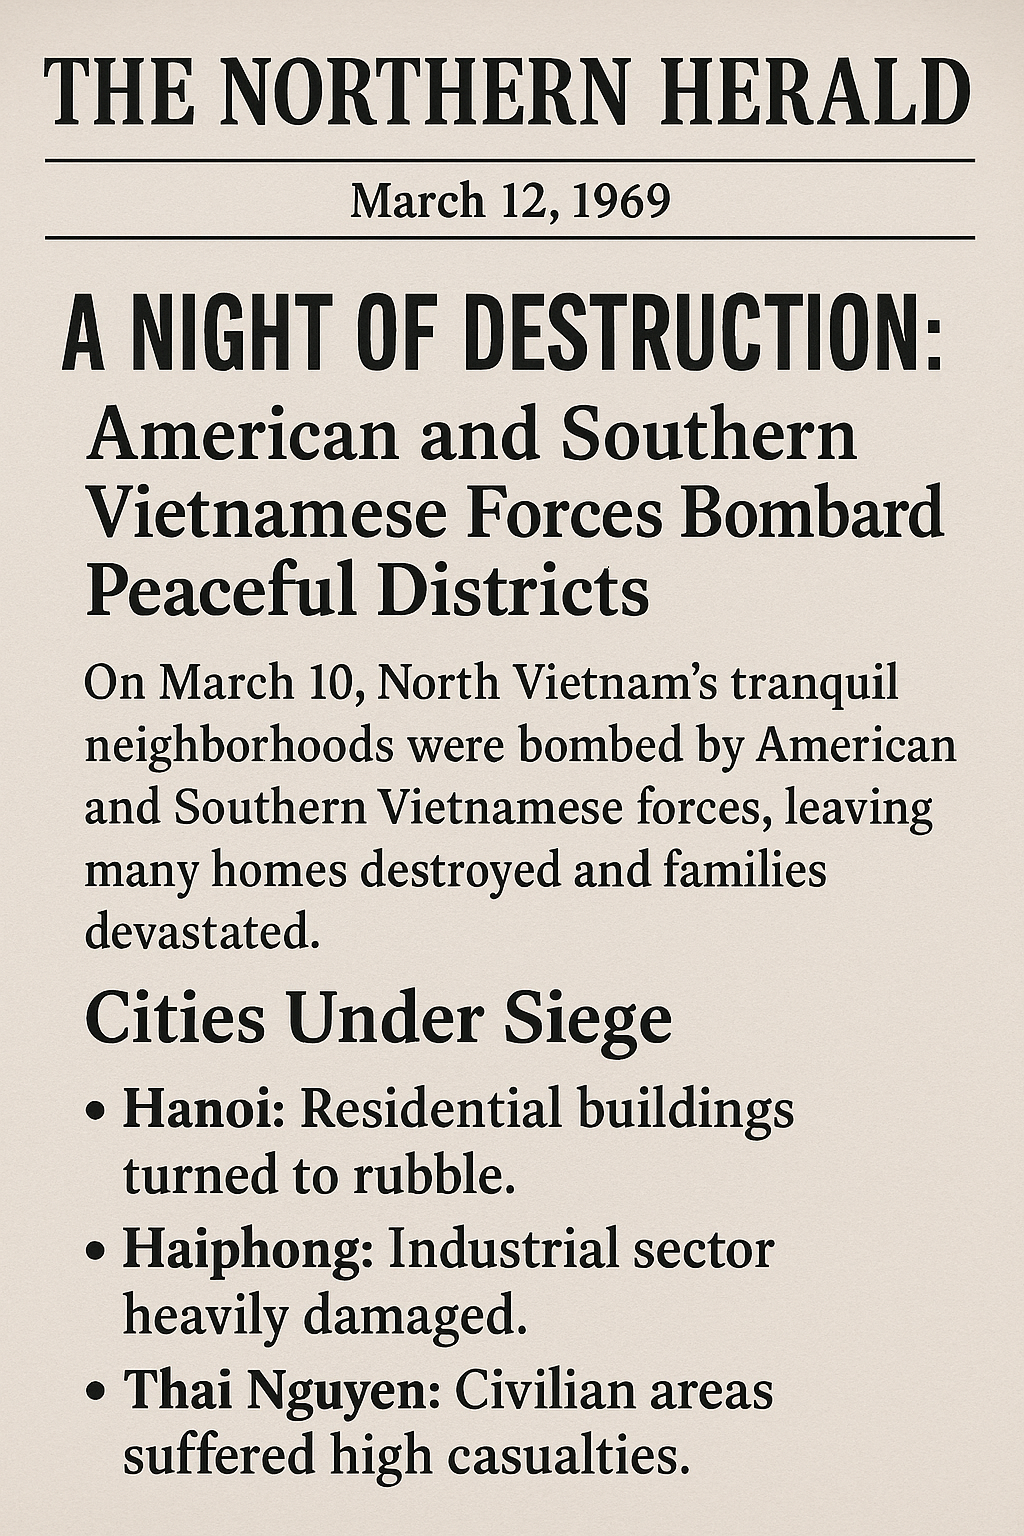 THE NORTHERN HERALD
March 12, 1969
A NIGHT OF DESTRUCTION:
American and Southern
Vietnamese Forces Bombard
Peaceful Districts
On March 10, North Vietnam’s tranquil
neighborhoods were bombed by American
and Southern Vietnamese forces, leaving
many homes destroyed and families
devastated.
Cities Under Siege
• Hanoi: Residential buildings
turned to rubble.
• Haiphong: Industrial sector
heavily damaged.
• Thai Nguyen: Civilian areas
suffered high casualties.